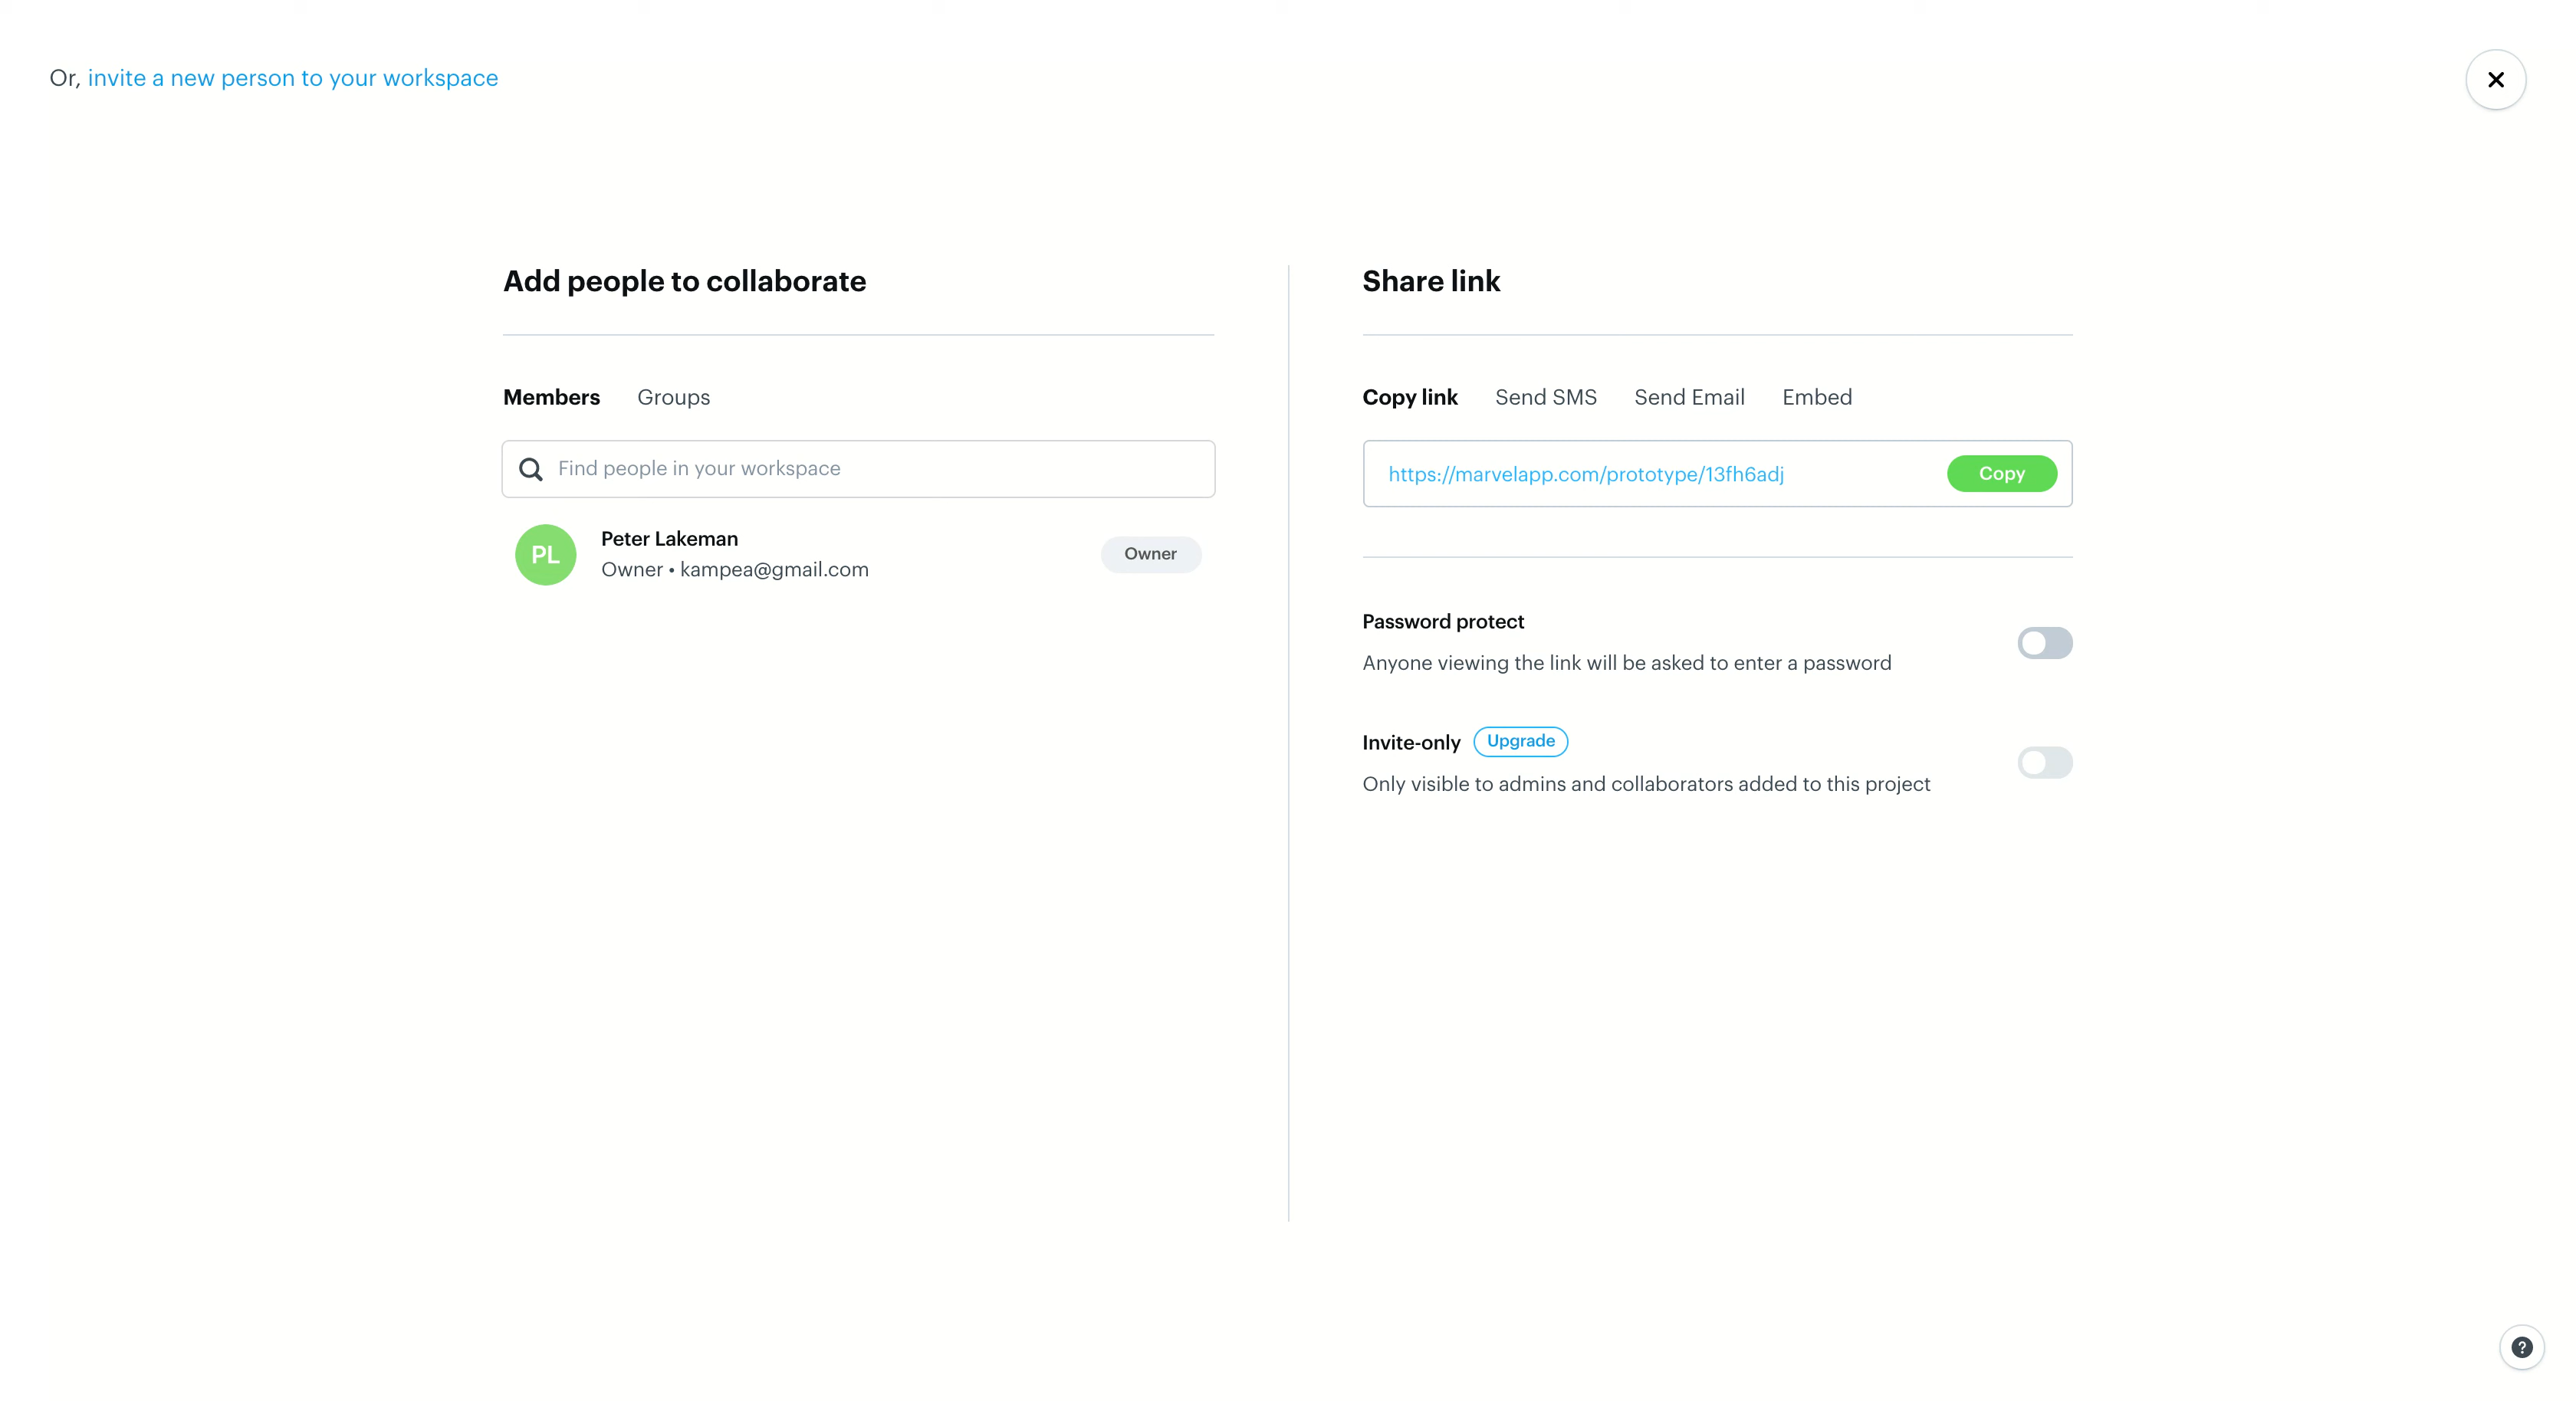 Or, invite a new person to your workspace
Add people to collaborate
Members Groups
Find people in your workspace
PL
Peter Lakeman
Owner • kampea@gmail.com
Owner
Share link
Copy link Send SMS Send Email Embed
https://marvelapp.com/prototype/13fh6adj
Copy
Password protect
Anyone viewing the link will be asked to enter a password
Invite-only Upgrade
Only visible to admins and collaborators added to this project
?